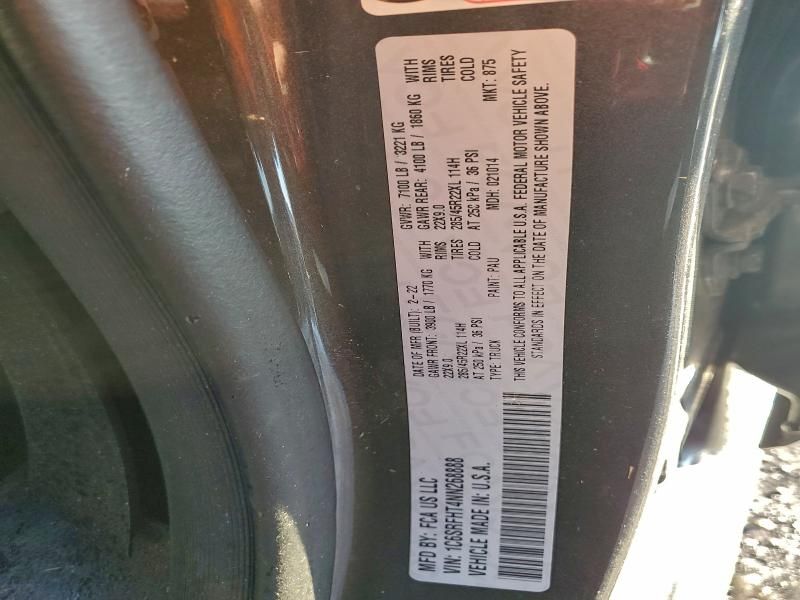 MFD BY: FCA US LLC
DATE OF MFR (BUILT): 2-22
GVWR: 7100 LB / 3221 KG
GAWR FRONT: 3900 LB / 1770 KG WITH
GAWR REAR: 4100 LB / 1860 KG WITH
22X9.0 RIMS
22X9.0 RIMS
285/45R22XL 114H TIRES
285/45R22XL 114H TIRES
AT 250 kPa / 36 PSI COLD
AT 250 kPa / 36 PSI COLD
VIN: 1C6SRFHT4NN268888
TYPE: TRUCK PAINT: PAU MDH: 021014 MKT: 875
VEHICLE MADE IN: U.S.A.
THIS VEHICLE CONFORMS TO ALL APPLICABLE U.S.A. FEDERAL MOTOR VEHICLE SAFETY
STANDARDS IN EFFECT ON THE DATE OF MANUFACTURE SHOWN ABOVE.